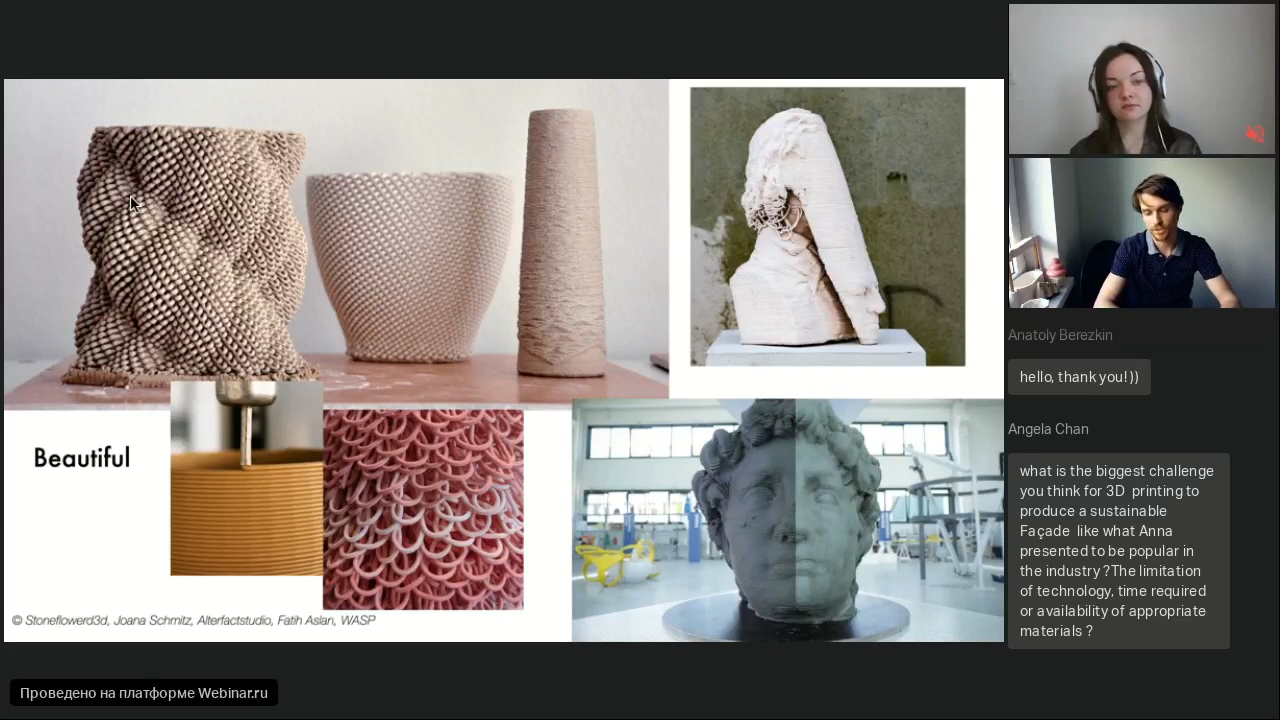 Beautiful
© Stoneflowerd3d, Joana Schmitz, Alterfactstudio, Fatih Aslan, WASP
Anatoly Berezkin
hello, thank you!))
Angela Chan
what is the biggest challenge
you think for 3D printing to
produce a sustainable
Façade like what Anna
presented to be popular in
the industry ?The limitation
of technology, time required
or availability of appropriate
materials ?
Проведено на платформе Webinar.ru